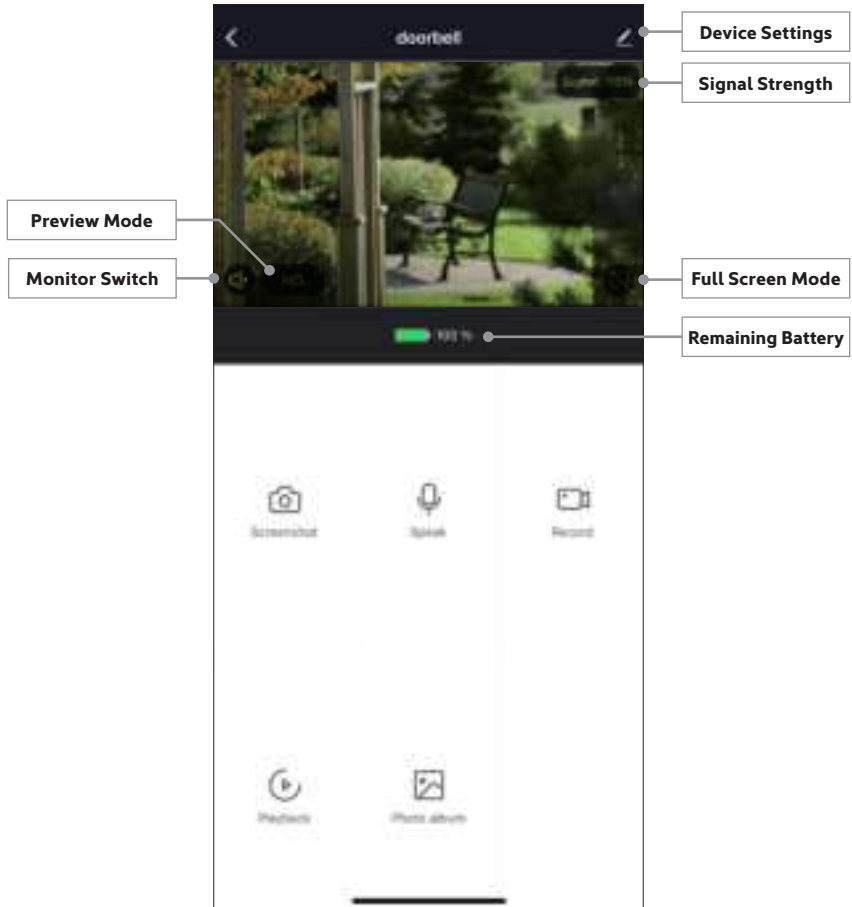 doorbell
Device Settings
Signal Strength
Preview Mode
HD
Monitor Switch
Full Screen Mode
100 %
Remaining Battery
Screenshot
Speak
Record
Playback
Photo album